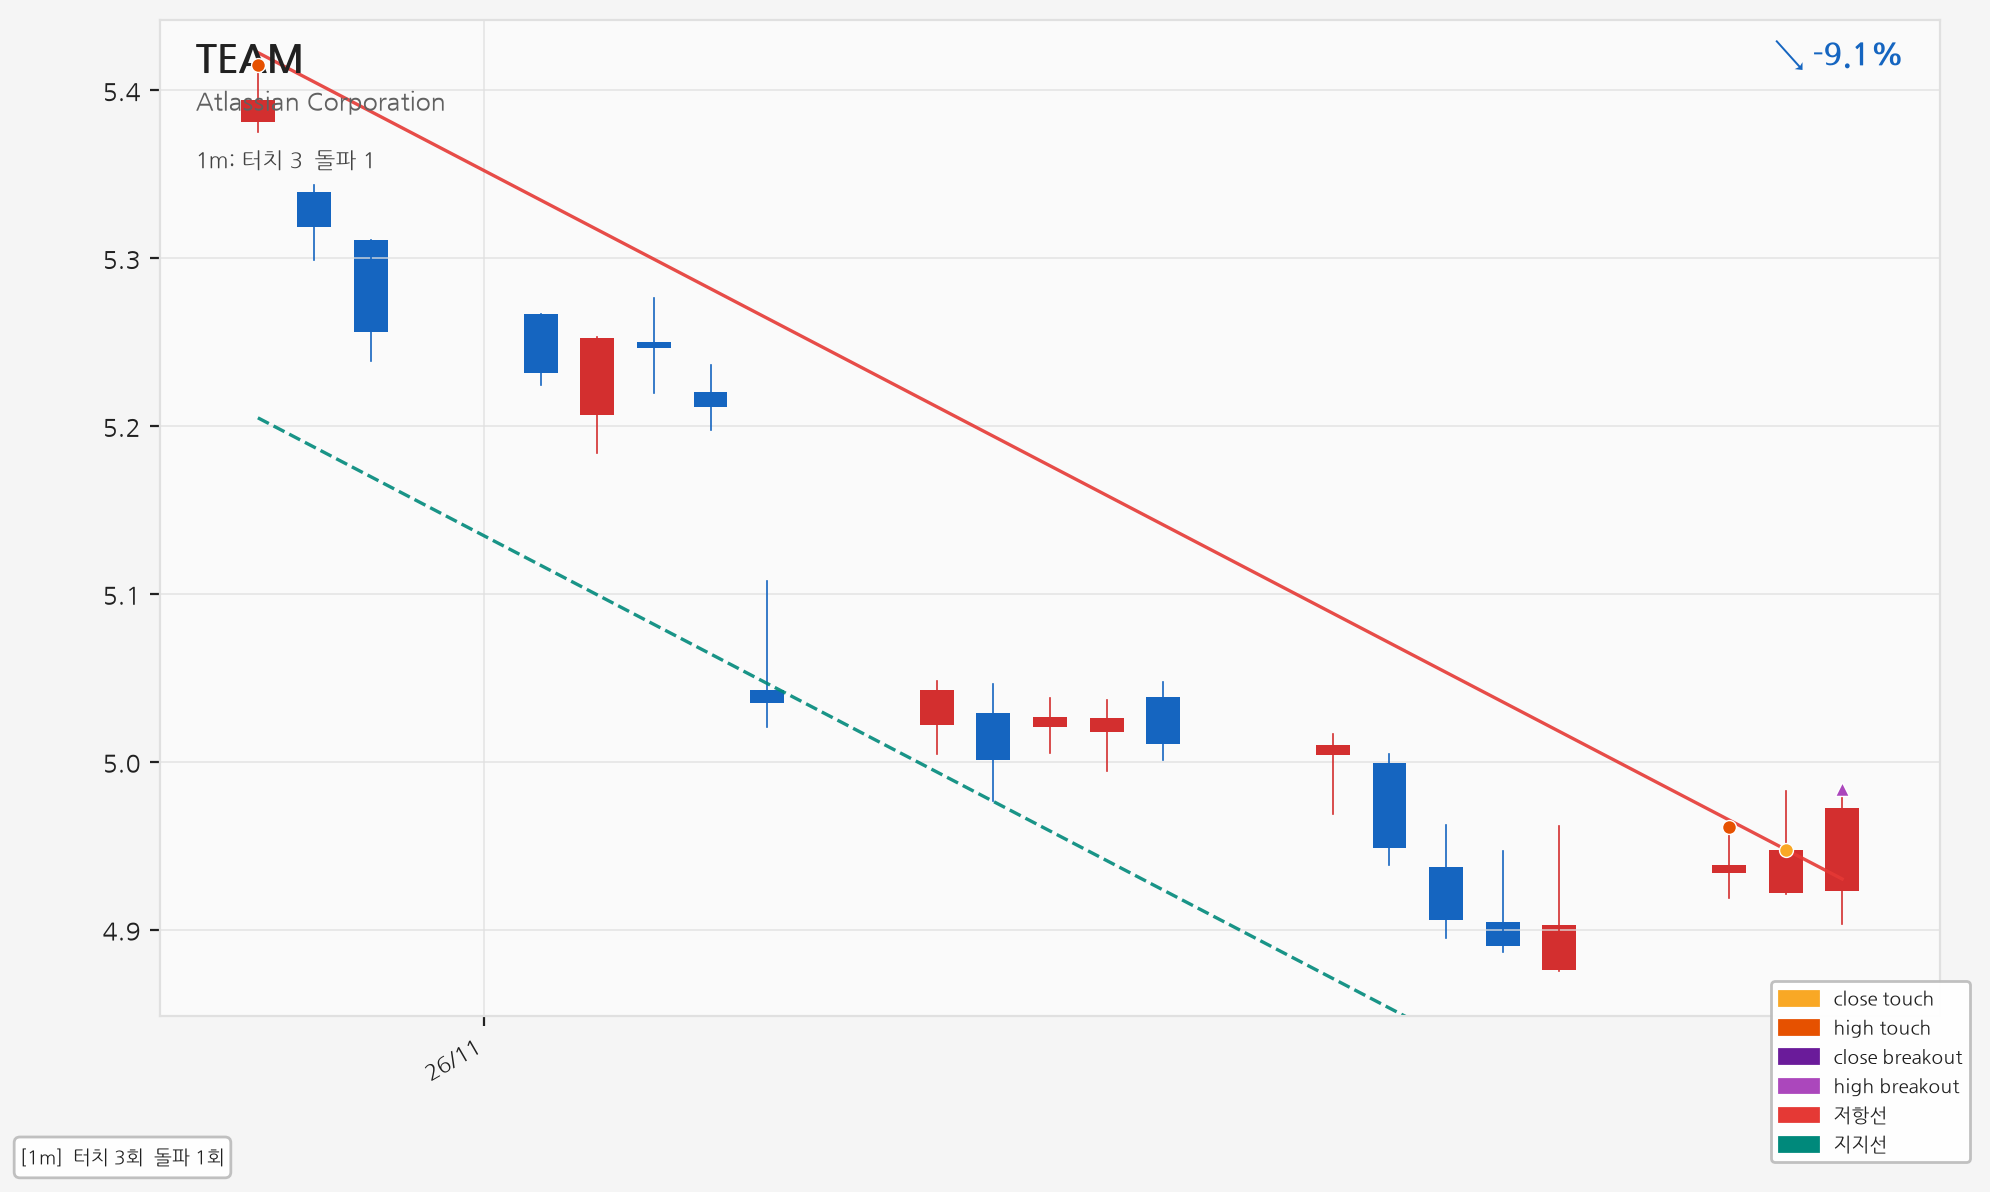 TEAM
Atlassian Corporation
1m: 터치 3  돌파 1
-9.1%
5.4
5.3
5.2
5.1
5.0
4.9
26/11
close touch
high touch
close breakout
high breakout
저항선
지지선
[1m]  터치 3회  돌파 1회